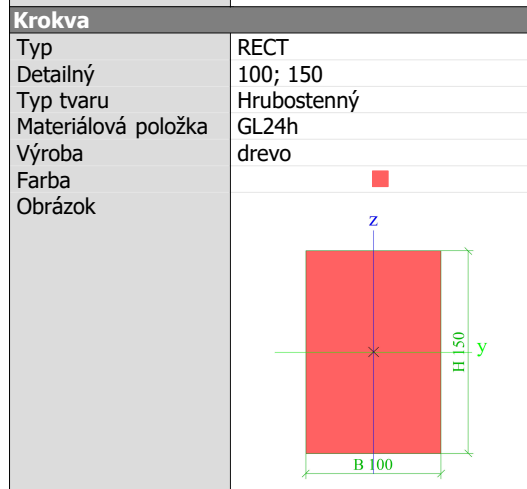 Krokva
Typ RECT
Detailný 100; 150
Typ tvaru Hrubostenný
Materiálová položka GL24h
Výroba drevo
Farba
Obrázok
z
H 150
y
B 100